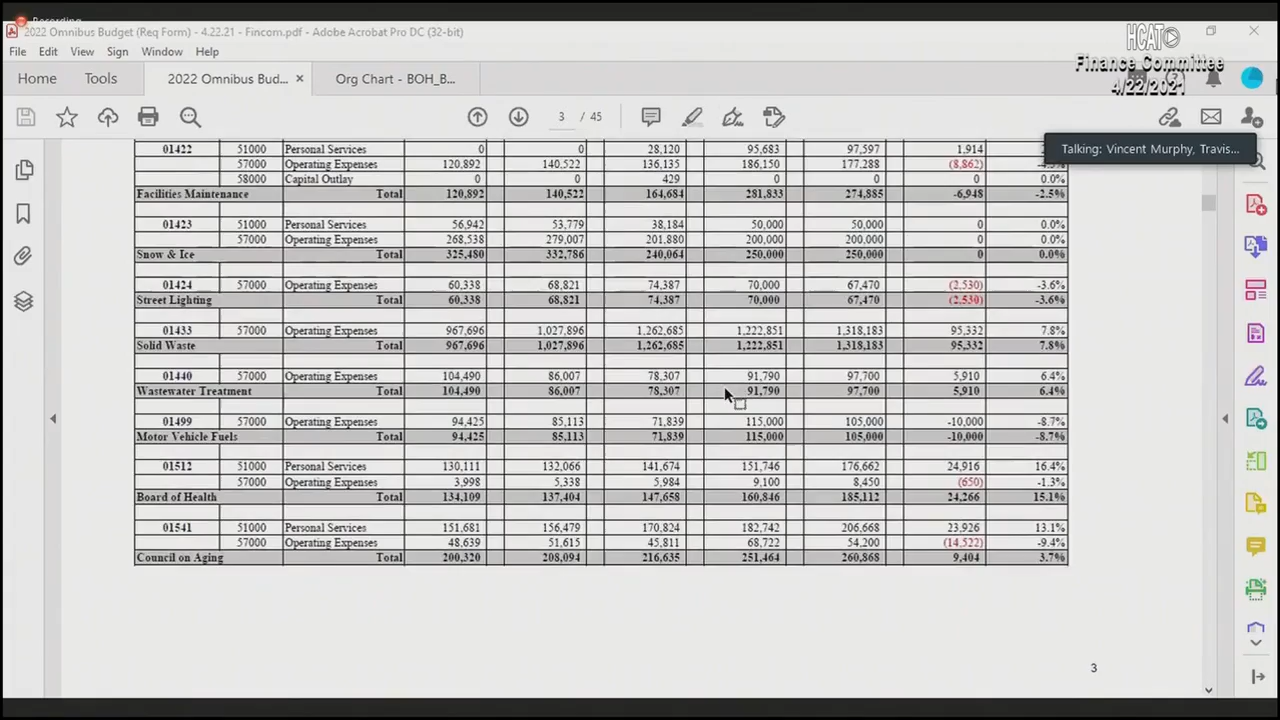 Recording
2022 Omnibus Budget (Req Form) - 4.22.21 - Fincom.pdf - Adobe Acrobat Pro DC (32-bit)
HCAT
File Edit View Window Sign Help
Finance Committee
4/22/2021
Home Tools 2022 Omnibus Bud... × Org Chart - BOH_B...
3 / 45
Talking: Vincent Murphy, Travis...
01422 51000 Personal Services 0 0 28,120 95,683 97,597 1,914
57000 Operating Expenses 120,892 140,522 136,135 186,150 177,288 (8,862)
58000 Capital Outlay 0 0 429 0 0 0 0.0%
Facilities Maintenance Total 120,892 140,522 164,684 281,833 274,885 -6,948 -2.5%
01423 51000 Personal Services 56,942 53,779 38,184 50,000 50,000 0 0.0%
57000 Operating Expenses 268,538 279,007 201,880 200,000 200,000 0 0.0%
Snow & Ice Total 325,480 332,786 240,064 250,000 250,000 0 0.0%
01424 57000 Operating Expenses 60,338 68,821 74,387 70,000 67,470 (2,530) -3.6%
Street Lighting Total 60,338 68,821 74,387 70,000 67,470 (2,530) -3.6%
01433 57000 Operating Expenses 967,696 1,027,896 1,262,685 1,222,851 1,318,183 95,332 7.8%
Solid Waste Total 967,696 1,027,896 1,262,685 1,222,851 1,318,183 95,332 7.8%
01440 57000 Operating Expenses 104,490 86,007 78,307 91,790 97,700 5,910 6.4%
Wastewater Treatment Total 104,490 86,007 78,307 91,790 97,700 5,910 6.4%
01499 57000 Operating Expenses 94,425 85,113 71,839 115,000 105,000 -10,000 -8.7%
Motor Vehicle Fuels Total 94,425 85,113 71,839 115,000 105,000 -10,000 -8.7%
01512 51000 Personal Services 130,111 132,066 141,674 151,746 176,662 24,916 16.4%
57000 Operating Expenses 3,998 5,338 5,984 9,100 8,450 (650) -1.3%
Board of Health Total 134,109 137,404 147,658 160,846 185,112 24,266 15.1%
01541 51000 Personal Services 151,681 156,479 170,824 182,742 206,668 23,926 13.1%
57000 Operating Expenses 48,639 51,615 45,811 68,722 54,200 (14,522) -9.4%
Council on Aging Total 200,320 208,094 216,635 251,464 260,868 9,404 3.7%
3